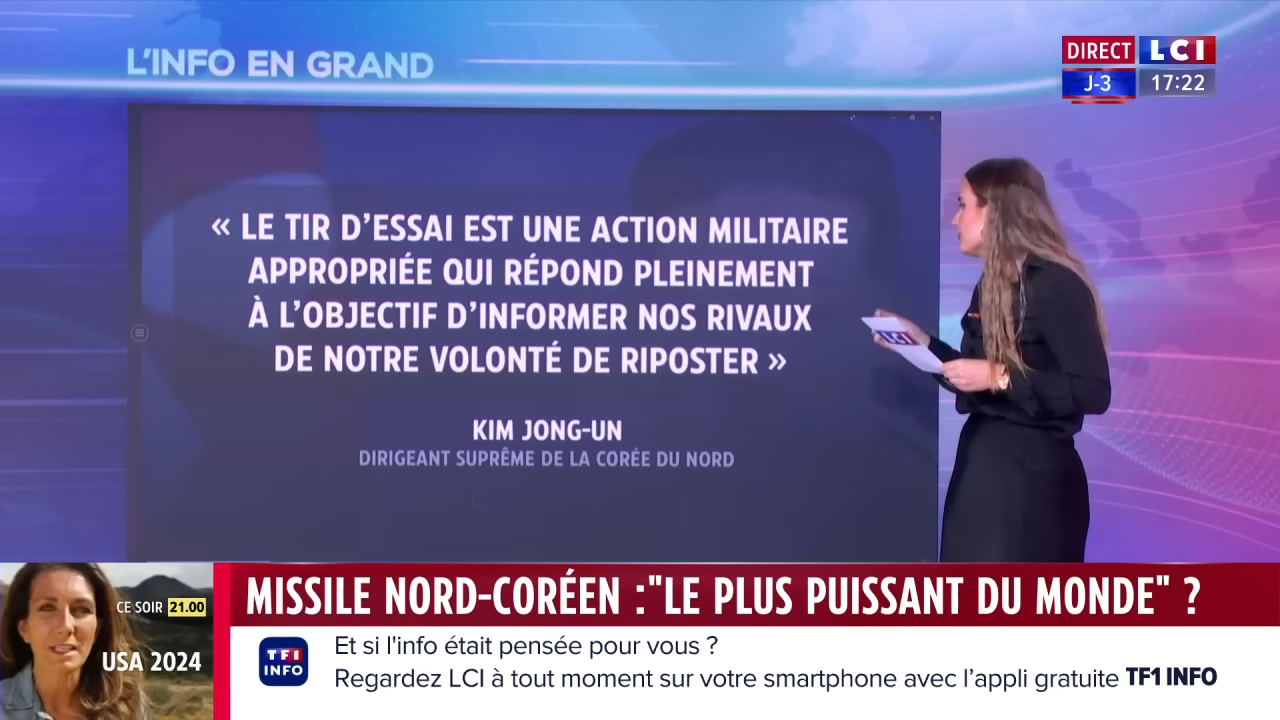 L'INFO EN GRAND
DIRECT LCI
J-3 17:22
« LE TIR D'ESSAI EST UNE ACTION MILITAIRE
APPROPRIÉE QUI RÉPOND PLEINEMENT
À L'OBJECTIF D'INFORMER NOS RIVAUX
DE NOTRE VOLONTÉ DE RIPOSTER »
KIM JONG-UN
DIRIGEANT SUPRÊME DE LA CORÉE DU NORD
LCI
CE SOIR 21.00
USA 2024
MISSILE NORD-CORÉEN :"LE PLUS PUISSANT DU MONDE" ?
TF1
INFO
Et si l'info était pensée pour vous ?
Regardez LCI à tout moment sur votre smartphone avec l’appli gratuite TF1 INFO